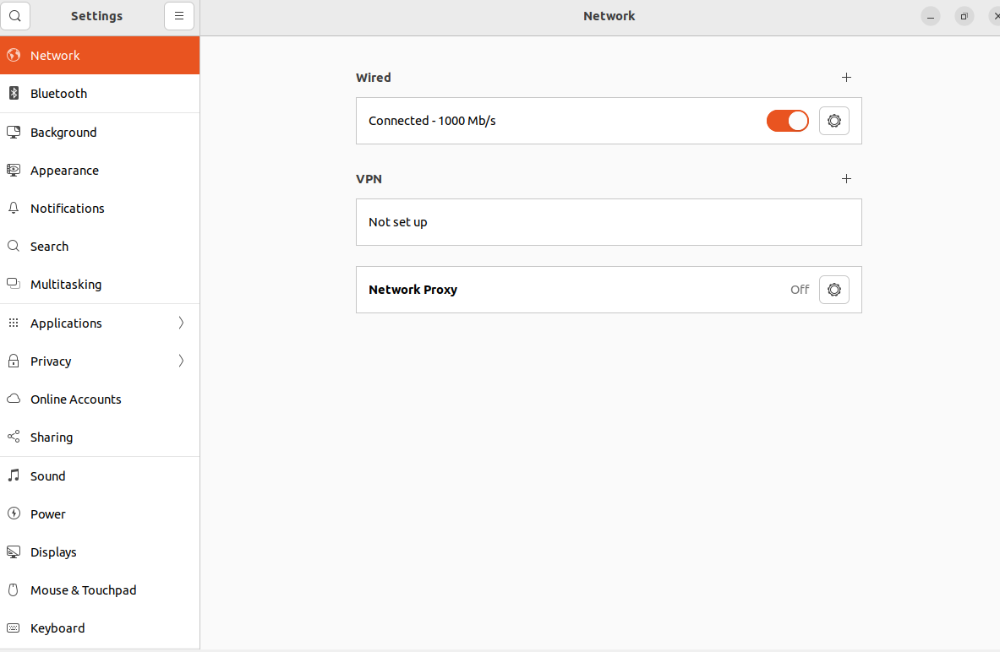 Settings
Network
Network
Bluetooth
Background
Appearance
Notifications
Search
Multitasking
Applications
Privacy
Online Accounts
Sharing
Sound
Power
Displays
Mouse & Touchpad
Keyboard
Wired
Connected - 1000 Mb/s
VPN
Not set up
Network Proxy Off